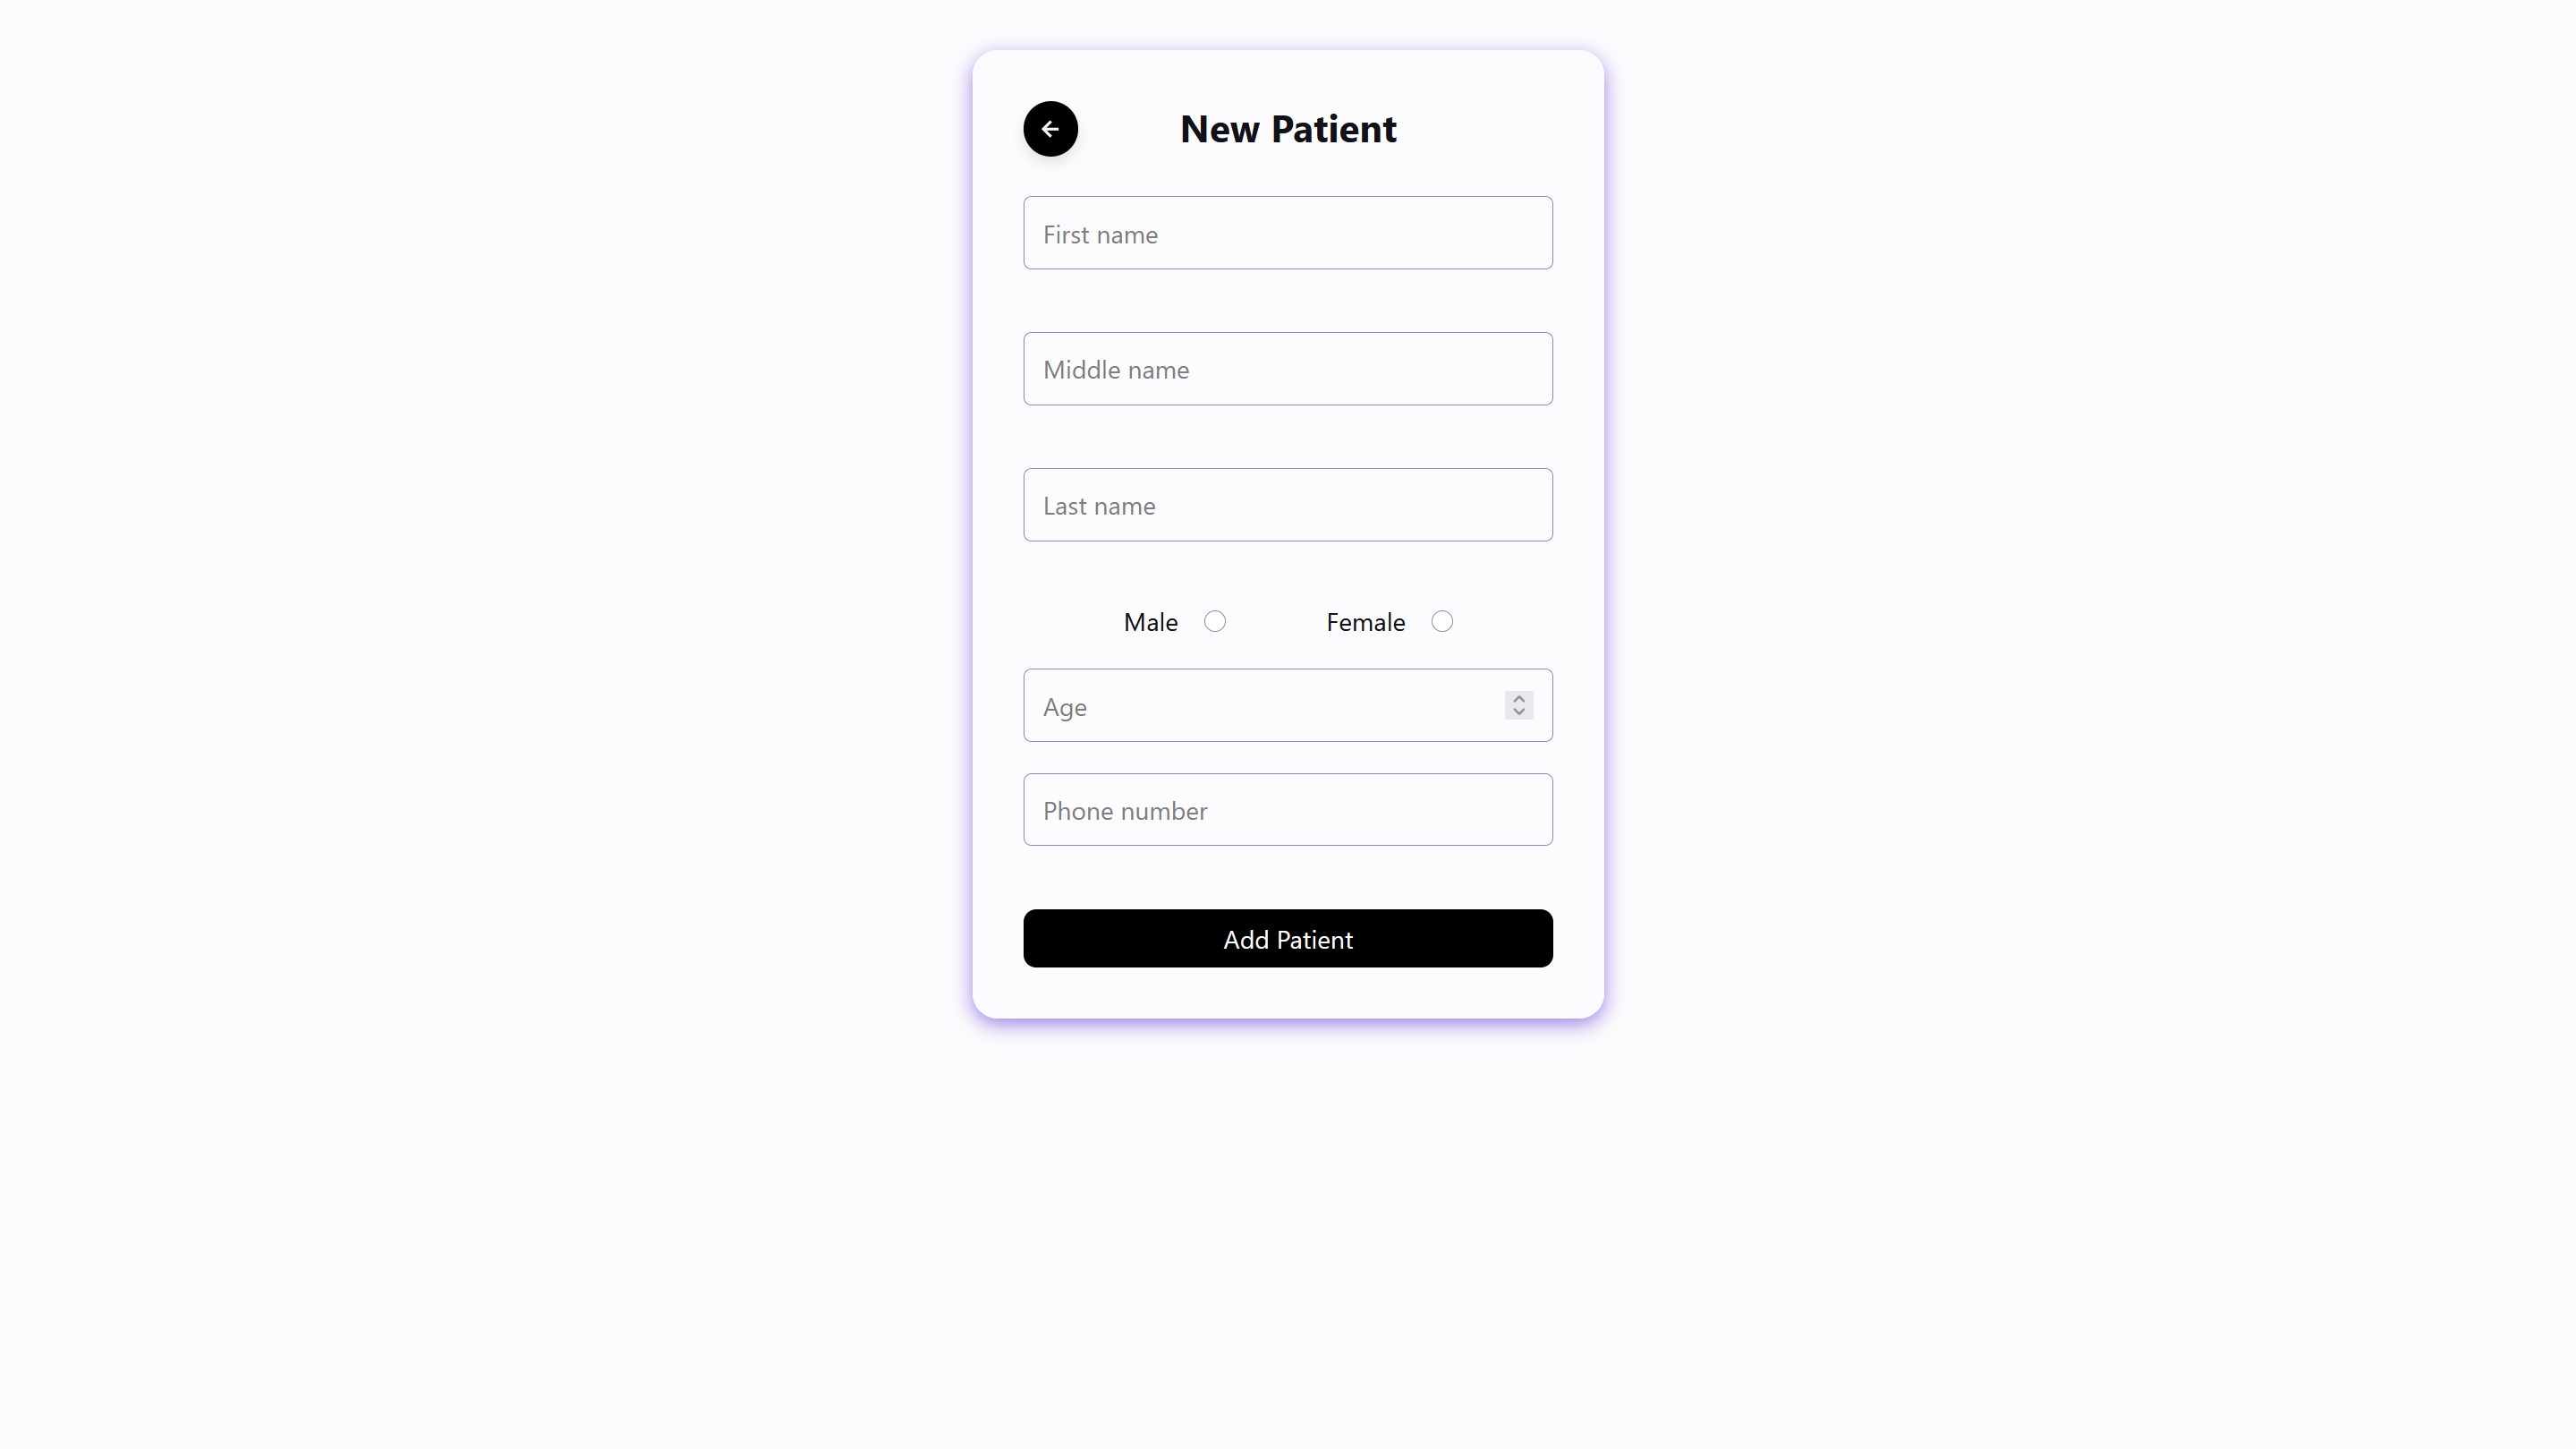 New Patient
First name
Middle name
Last name
Male Female
Age
Phone number
Add Patient